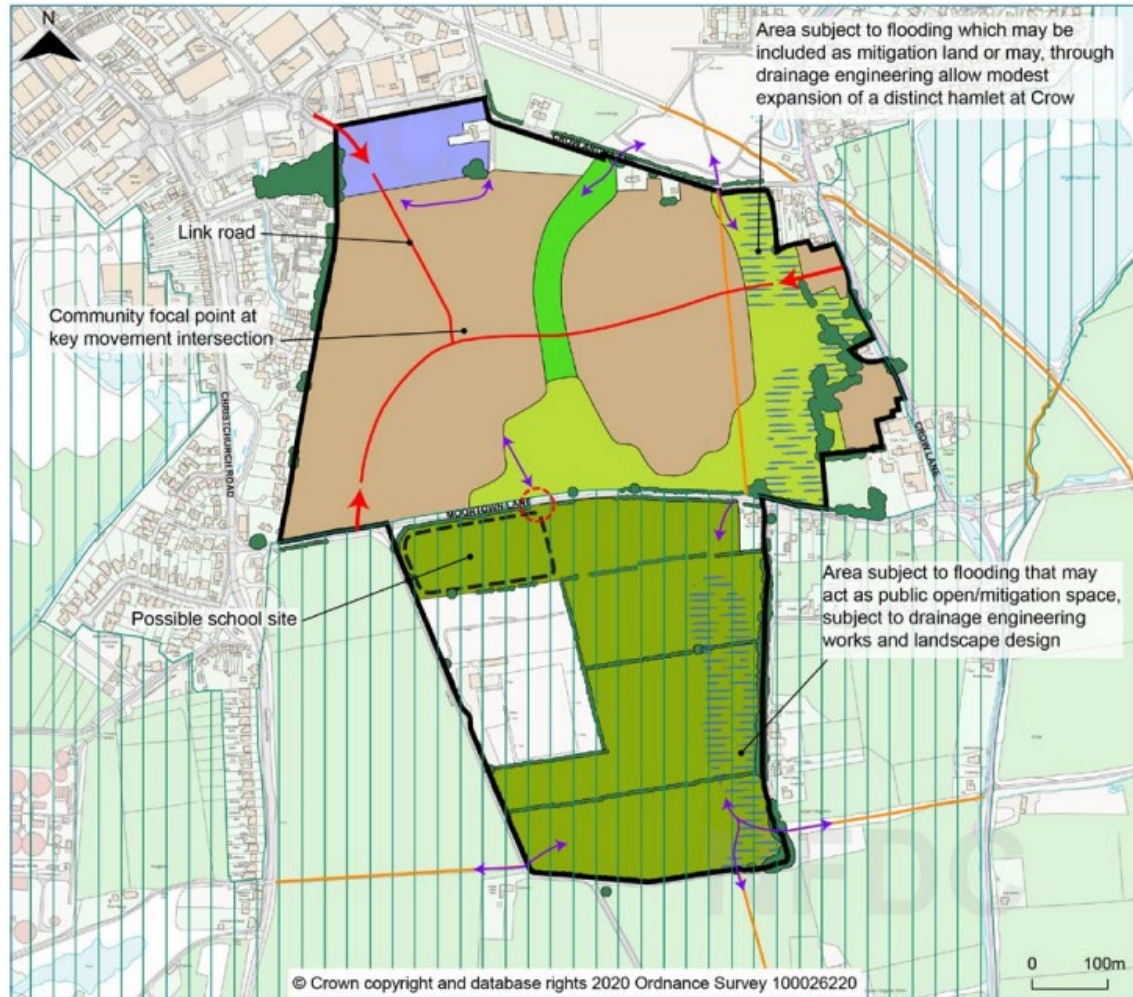 N
Area subject to flooding which may be
included as mitigation land or may, through
drainage engineering allow modest
expansion of a distinct hamlet at Crow
CROWLANDS LANE
Link road
Community focal point at
key movement intersection
CHRISTCHURCH ROAD
CROW LANE
MOORTOWN LANE
Possible school site
Area subject to flooding that may
act as public open/mitigation space,
subject to drainage engineering
works and landscape design
NFDC
0 100m
© Crown copyright and database rights 2020 Ordnance Survey 100026220